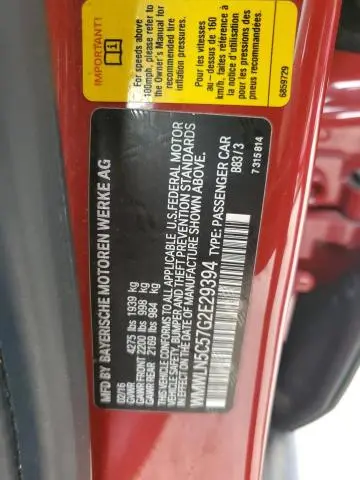 IMPORTANT!
For speeds above
100mph, please refer to
the Owner's Manual for
recommended tire
inflation pressures.
Pour les vitesses
au - dessus de 160
km/h, faites référence à
la notice d'utilisation
des pressions de
pneus recommandées.
6859729
MFD BY BAYERISCHE MOTOREN WERKE AG
02/16
GVWR 4275 lbs 1939 kg
GAWR FRONT 2200 lbs 998 kg
GAWR REAR 2169 lbs 984 kg
THIS VEHICLE CONFORMS TO ALL APPLICABLE U.S.FEDERAL MOTOR
VEHICLE SAFETY, BUMPER AND THEFT PREVENTION STANDARDS
IN EFFECT ON THE DATE OF MANUFACTURE SHOWN ABOVE.
WMWLN5C57G2E29394 TYPE: PASSENGER CAR
B83/3
7 315 814